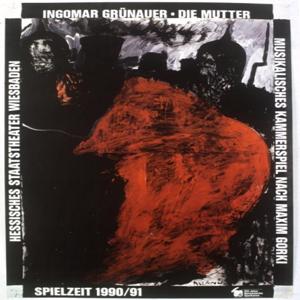 INGOMAR GRÜNAUER • DIE MUTTER
HESSISCHES STAATSTHEATER WIESBADEN
MUSIKALISCHES KAMMERSPIEL NACH MAXIM GORKI
SPIELZEIT 1990/91